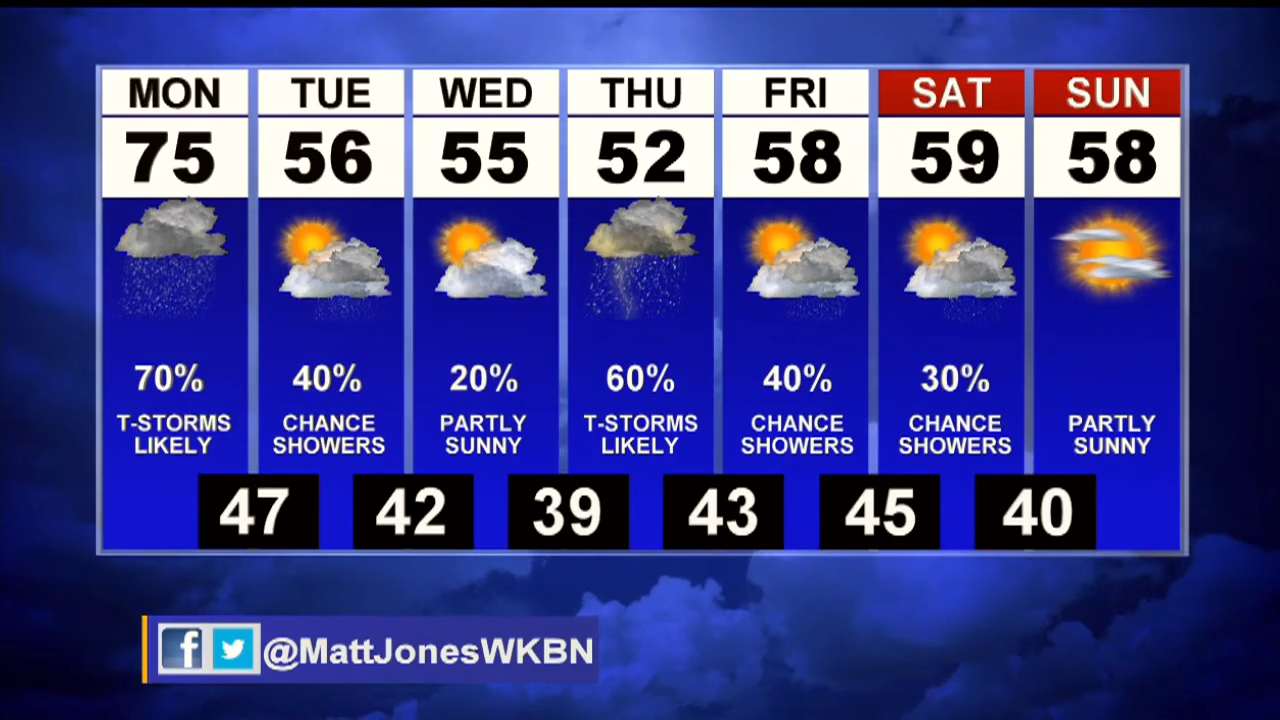 MON TUE WED THU FRI SAT SUN
75 56 55 52 58 59 58
70% 40% 20% 60% 40% 30%
T-STORMS CHANCE PARTLY T-STORMS CHANCE CHANCE PARTLY
LIKELY SHOWERS SUNNY LIKELY SHOWERS SHOWERS SUNNY
47 42 39 43 45 40
f @MattJonesWKBN